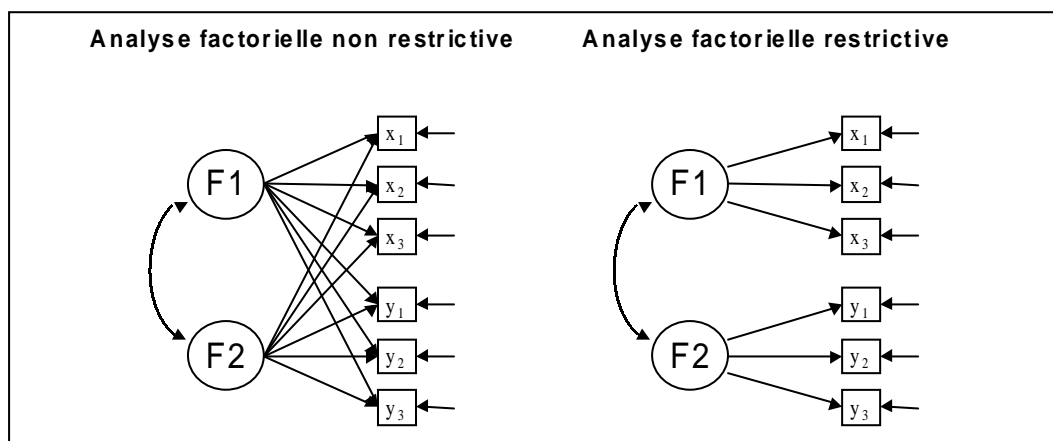 Analyse factorielle non restrictive
F1
F2
x1
x2
x3
y1
y2
y3
Analyse factorielle restrictive
F1
F2
x1
x2
x3
y1
y2
y3